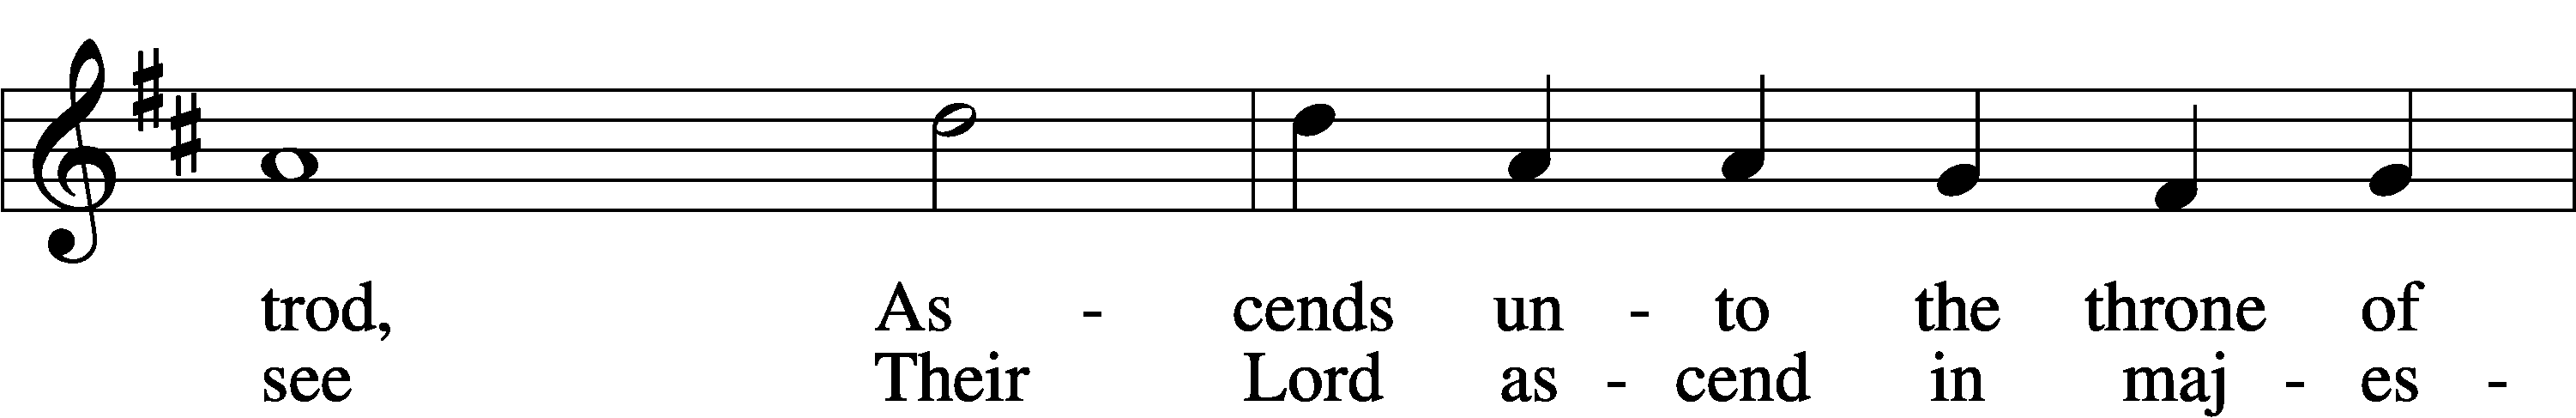 trod, As - cends un - to the throne of
see Their Lord as - cend in maj - es -